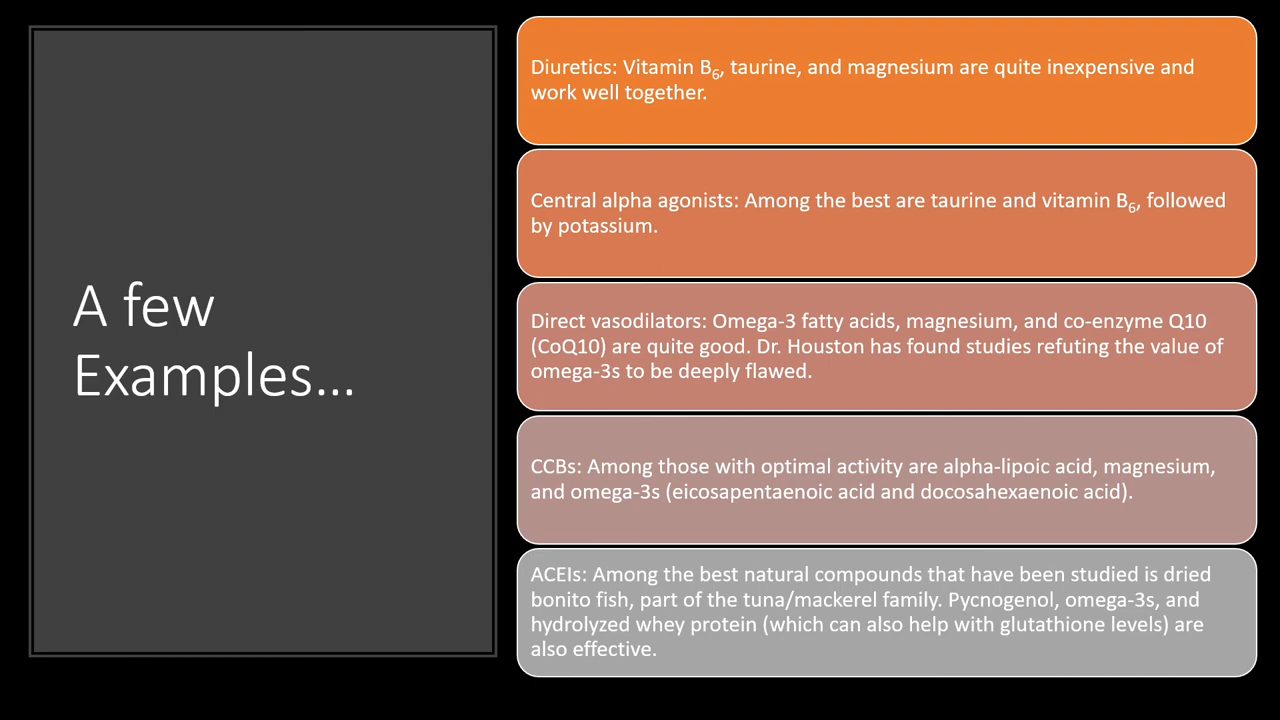 A few
Examples...
Diuretics: Vitamin B₆, taurine, and magnesium are quite inexpensive and
work well together.
Central alpha agonists: Among the best are taurine and vitamin B₆, followed
by potassium.
Direct vasodilators: Omega-3 fatty acids, magnesium, and co-enzyme Q10
(CoQ10) are quite good. Dr. Houston has found studies refuting the value of
omega-3s to be deeply flawed.
CCBs: Among those with optimal activity are alpha-lipoic acid, magnesium,
and omega-3s (eicosapentaenoic acid and docosahexaenoic acid).
ACEIs: Among the best natural compounds that have been studied is dried
bonito fish, part of the tuna/mackerel family. Pycnogenol, omega-3s, and
hydrolyzed whey protein (which can also help with glutathione levels) are
also effective.